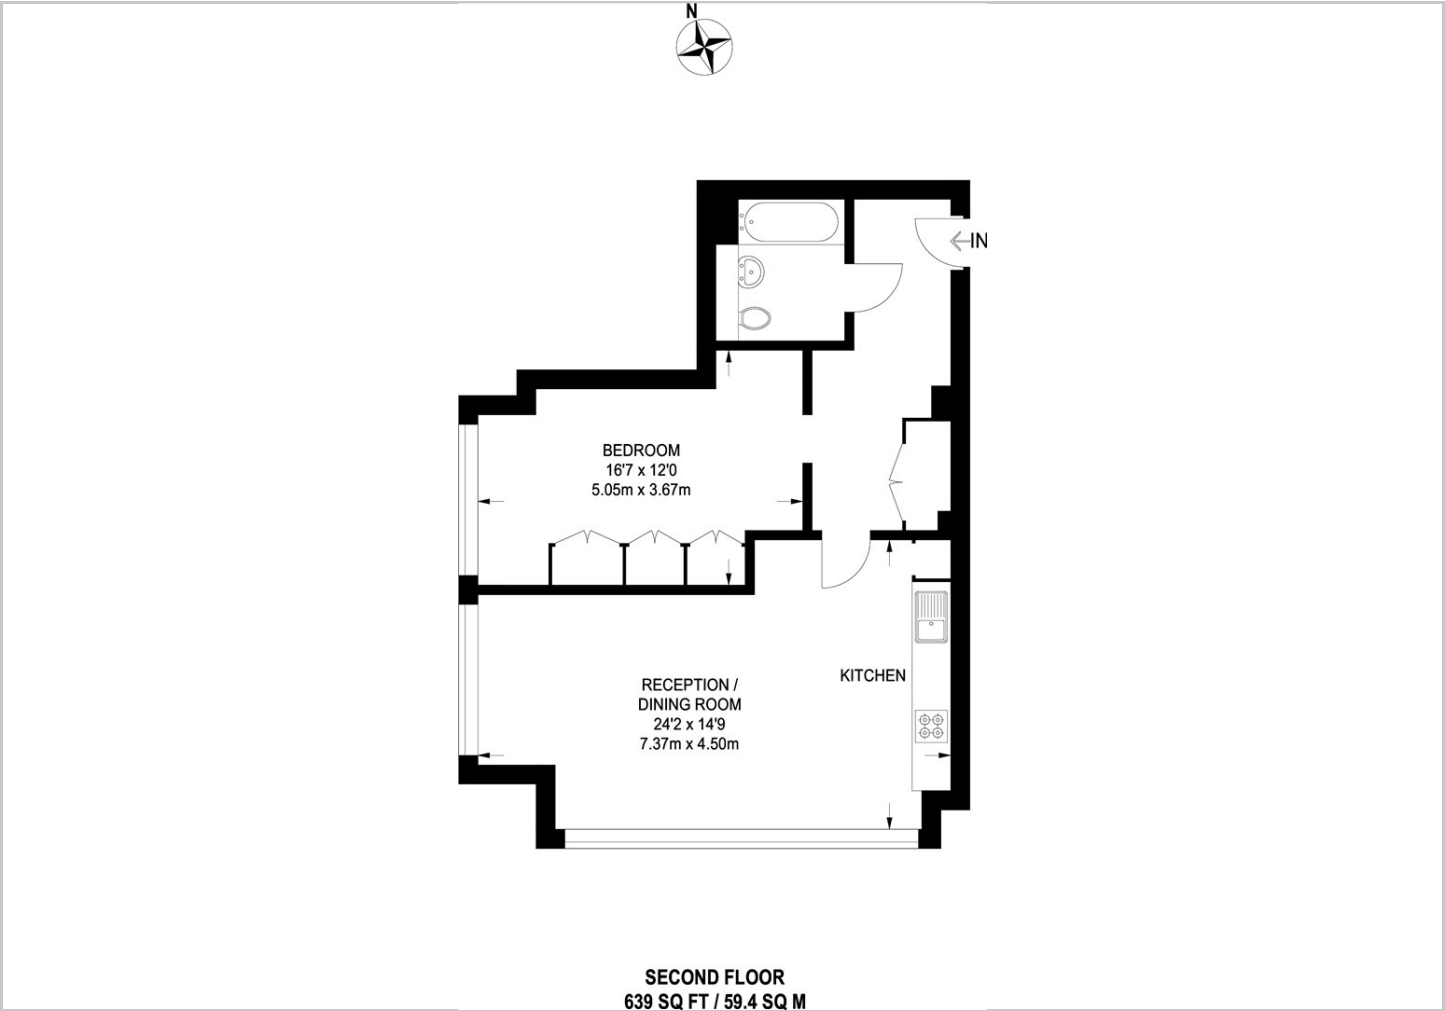 N
IN
BEDROOM
16'7 x 12'0
5.05m x 3.67m
KITCHEN
RECEPTION /
DINING ROOM
24'2 x 14'9
7.37m x 4.50m
SECOND FLOOR
639 SQ FT / 59.4 SQ M